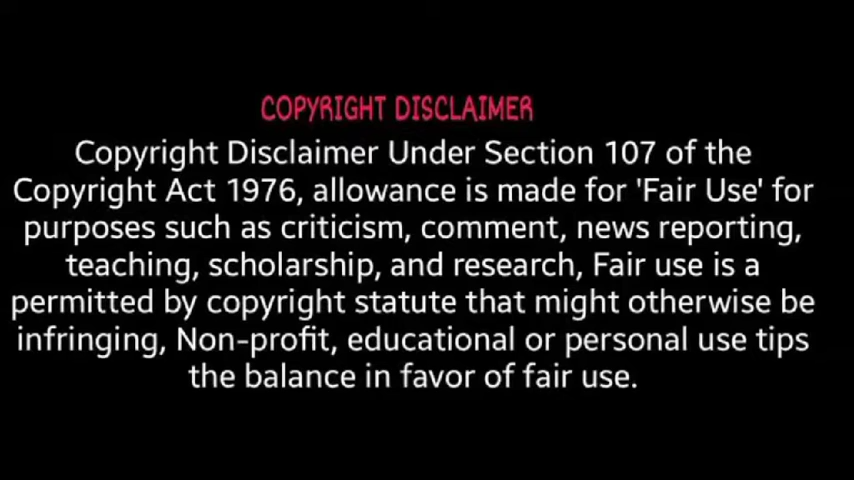 COPYRIGHT DISCLAIMER
Copyright Disclaimer Under Section 107 of the
Copyright Act 1976, allowance is made for 'Fair Use' for
purposes such as criticism, comment, news reporting,
teaching, scholarship, and research, Fair use is a
permitted by copyright statute that might otherwise be
infringing, Non-profit, educational or personal use tips
the balance in favor of fair use.